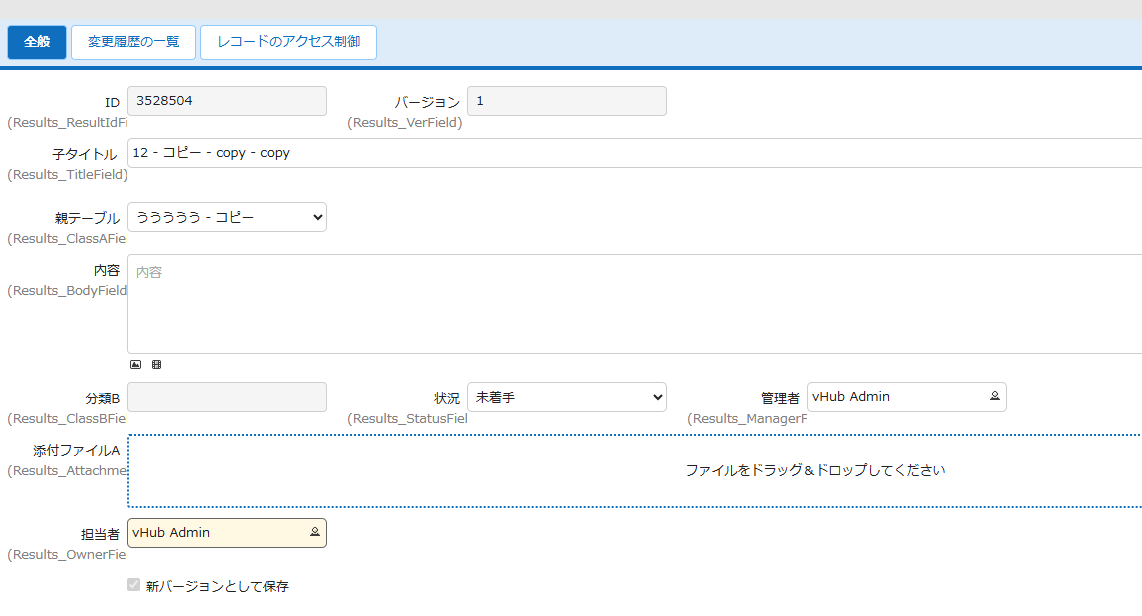 全般 変更履歴の一覧 レコードのアクセス制御
ID 3528504 バージョン 1
(Results_ResultIdFi (Results_VerField)
子タイトル 12 - コピー - copy - copy
(Results_TitleField)
親テーブル ううううう - コピー
(Results_ClassAFie
内容 内容
(Results_BodyField
分類B 状況 未着手 管理者 vHub Admin
(Results_ClassBFie (Results_StatusFiel (Results_ManagerF
添付ファイルA
(Results_Attachme ファイルをドラッグ＆ドロップしてください
担当者 vHub Admin
(Results_OwnerFie
新バージョンとして保存